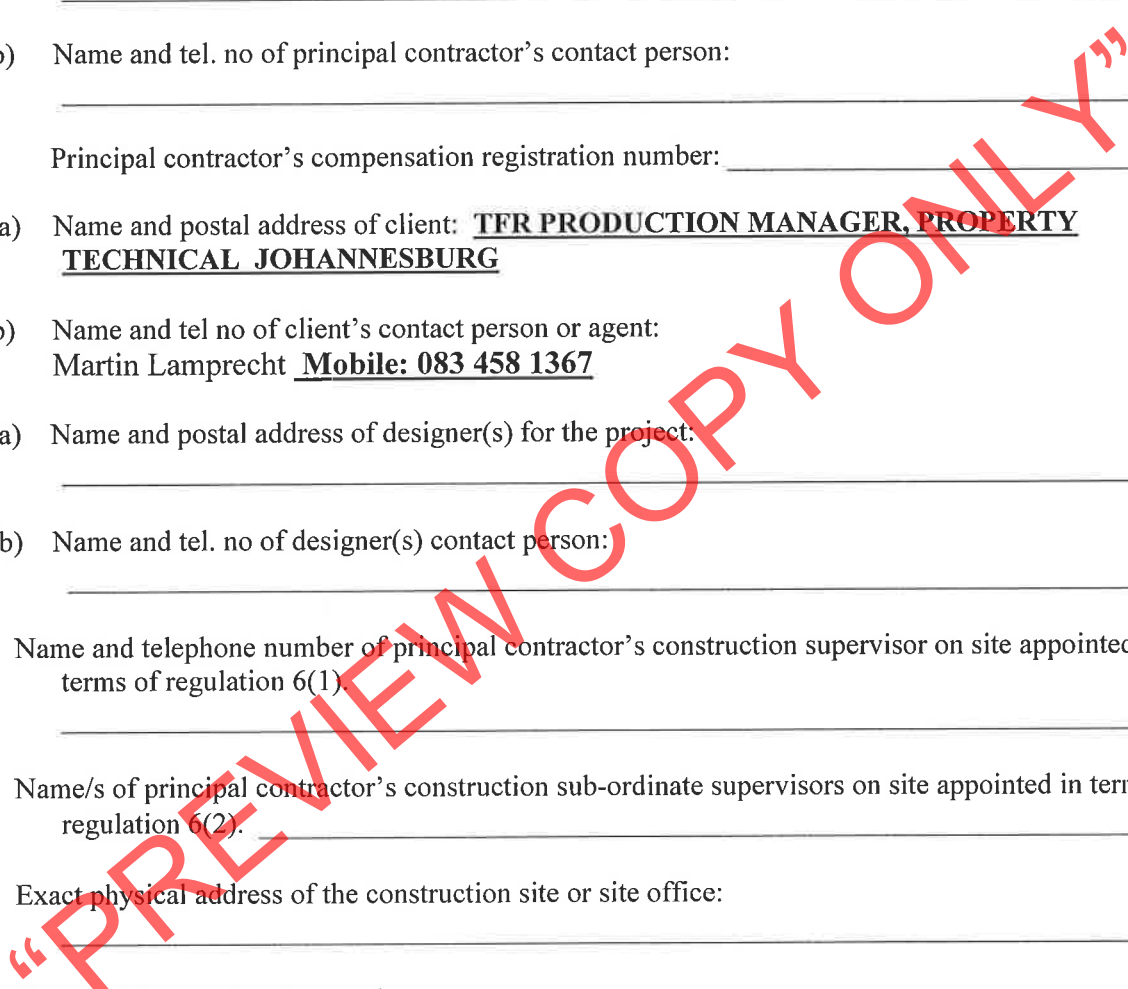 b) Name and tel. no of principal contractor's contact person:
Principal contractor's compensation registration number:
a) Name and postal address of client: TFR PRODUCTION MANAGER, PROPERTY
TECHNICAL JOHANNESBURG
b) Name and tel no of client's contact person or agent:
Martin Lamprecht Mobile: 083 458 1367
a) Name and postal address of designer(s) for the project:
b) Name and tel. no of designer(s) contact person:
Name and telephone number of principal contractor's construction supervisor on site appointed
terms of regulation 6(1).
Name/s of principal contractor's construction sub-ordinate supervisors on site appointed in
regulation 6(2).
Exact physical address of the construction site or site office:
"PREVIEW COPY ONLY"